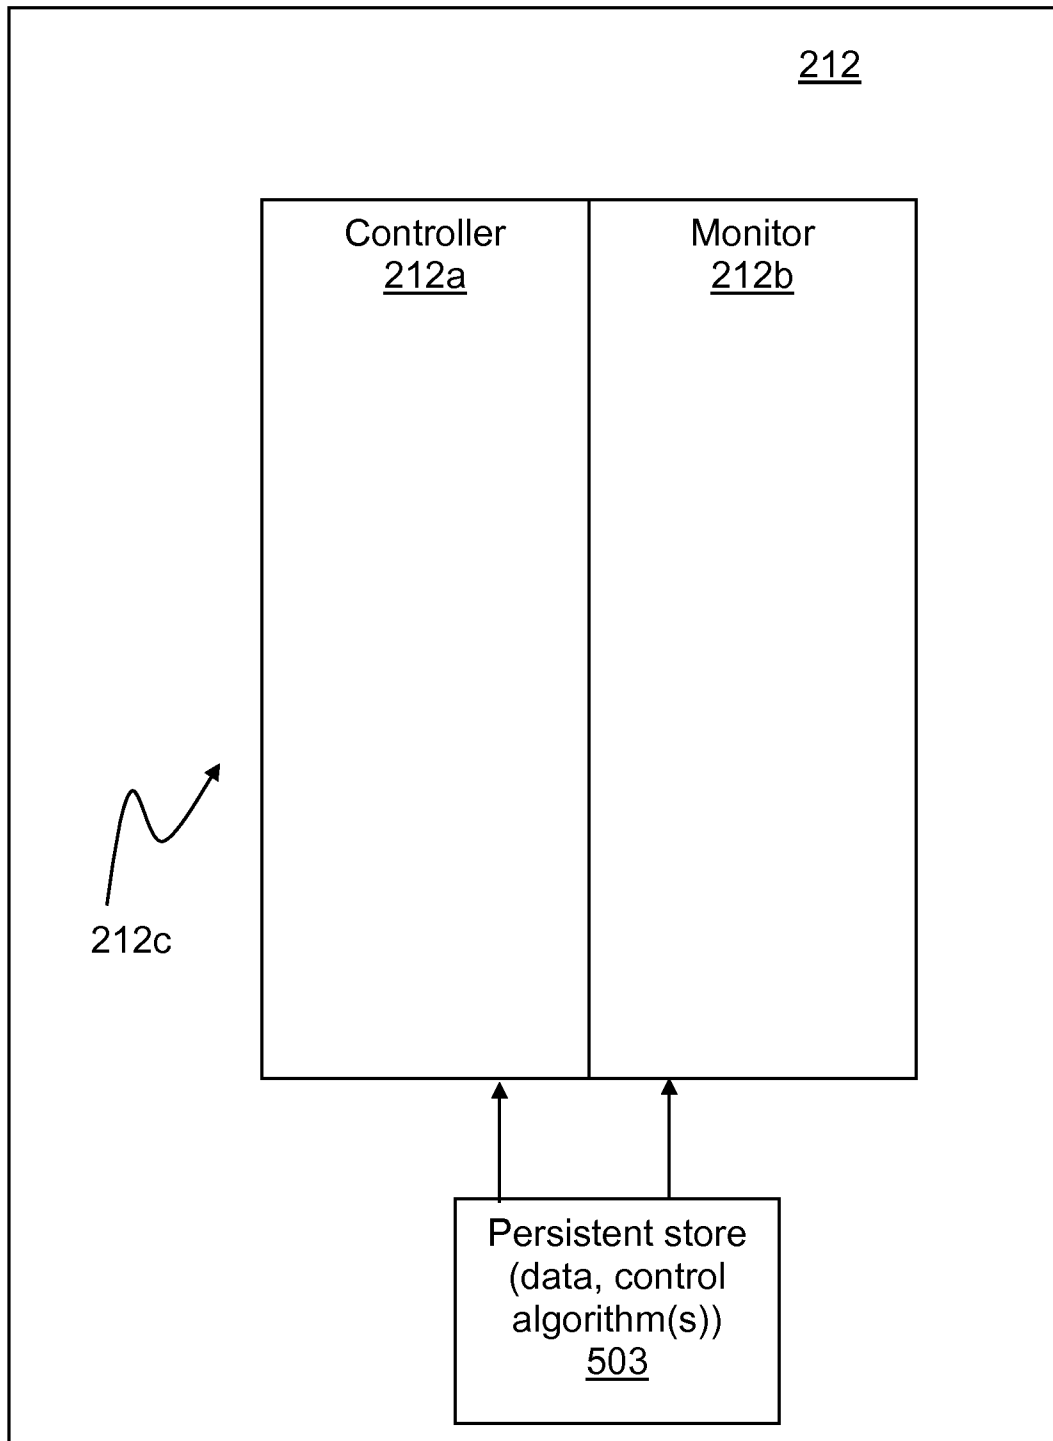 212
Controller
212a
Monitor
212b
212c
Persistent store
(data, control
algorithm(s))
503